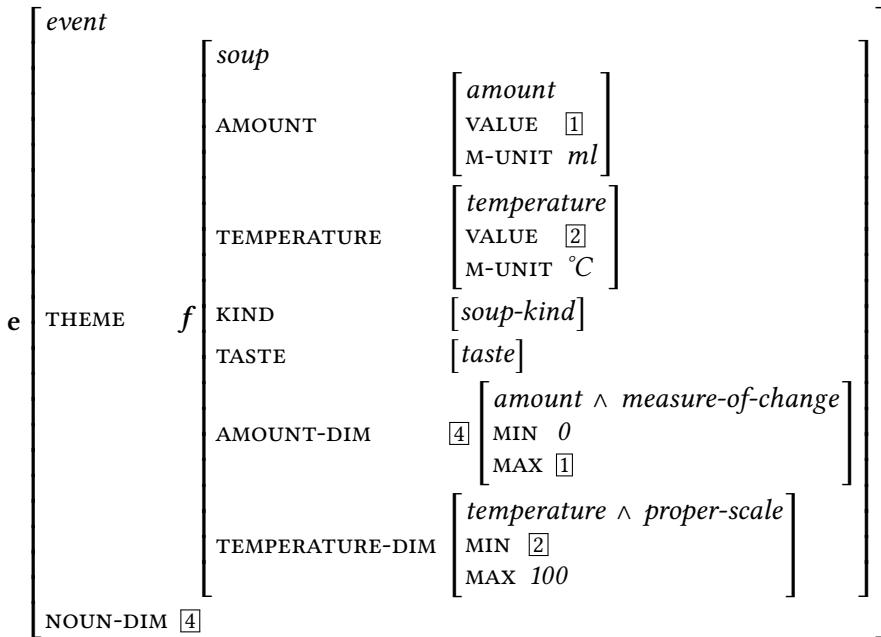 event
soup
amount
AMOUNT VALUE 1
M-UNIT ml
temperature
TEMPERATURE VALUE 2
M-UNIT °C
e THEME f KIND [soup-kind]
TASTE [taste]
amount ∧ measure-of-change
AMOUNT-DIM 4 MIN 0
MAX 1
temperature ∧ proper-scale
TEMPERATURE-DIM MIN 2
MAX 100
NOUN-DIM 4